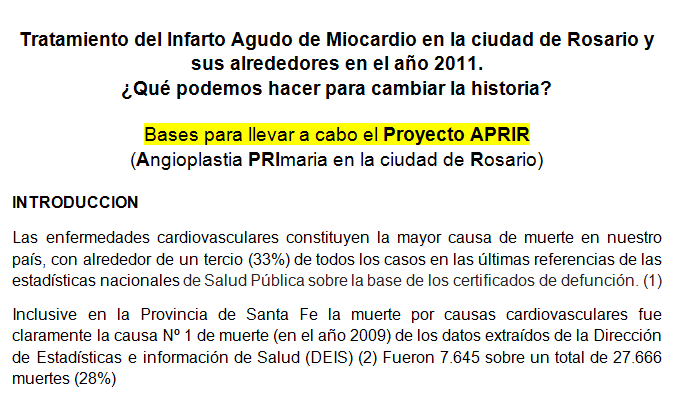 Tratamiento del Infarto Agudo de Miocardio en la ciudad de Rosario y
sus alrededores en el año 2011.
¿Qué podemos hacer para cambiar la historia?
Bases para llevar a cabo el Proyecto APRIR
(Angioplastia PRImaria en la ciudad de Rosario)
INTRODUCCION
Las enfermedades cardiovasculares constituyen la mayor causa de muerte en nuestro
país, con alrededor de un tercio (33%) de todos los casos en las últimas referencias de las
estadísticas nacionales de Salud Pública sobre la base de los certificados de defunción. (1)
Inclusive en la Provincia de Santa Fe la muerte por causas cardiovasculares fue
claramente la causa Nº 1 de muerte (en el año 2009) de los datos extraídos de la Dirección
de Estadísticas e información de Salud (DEIS) (2) Fueron 7.645 sobre un total de 27.666
muertes (28%)